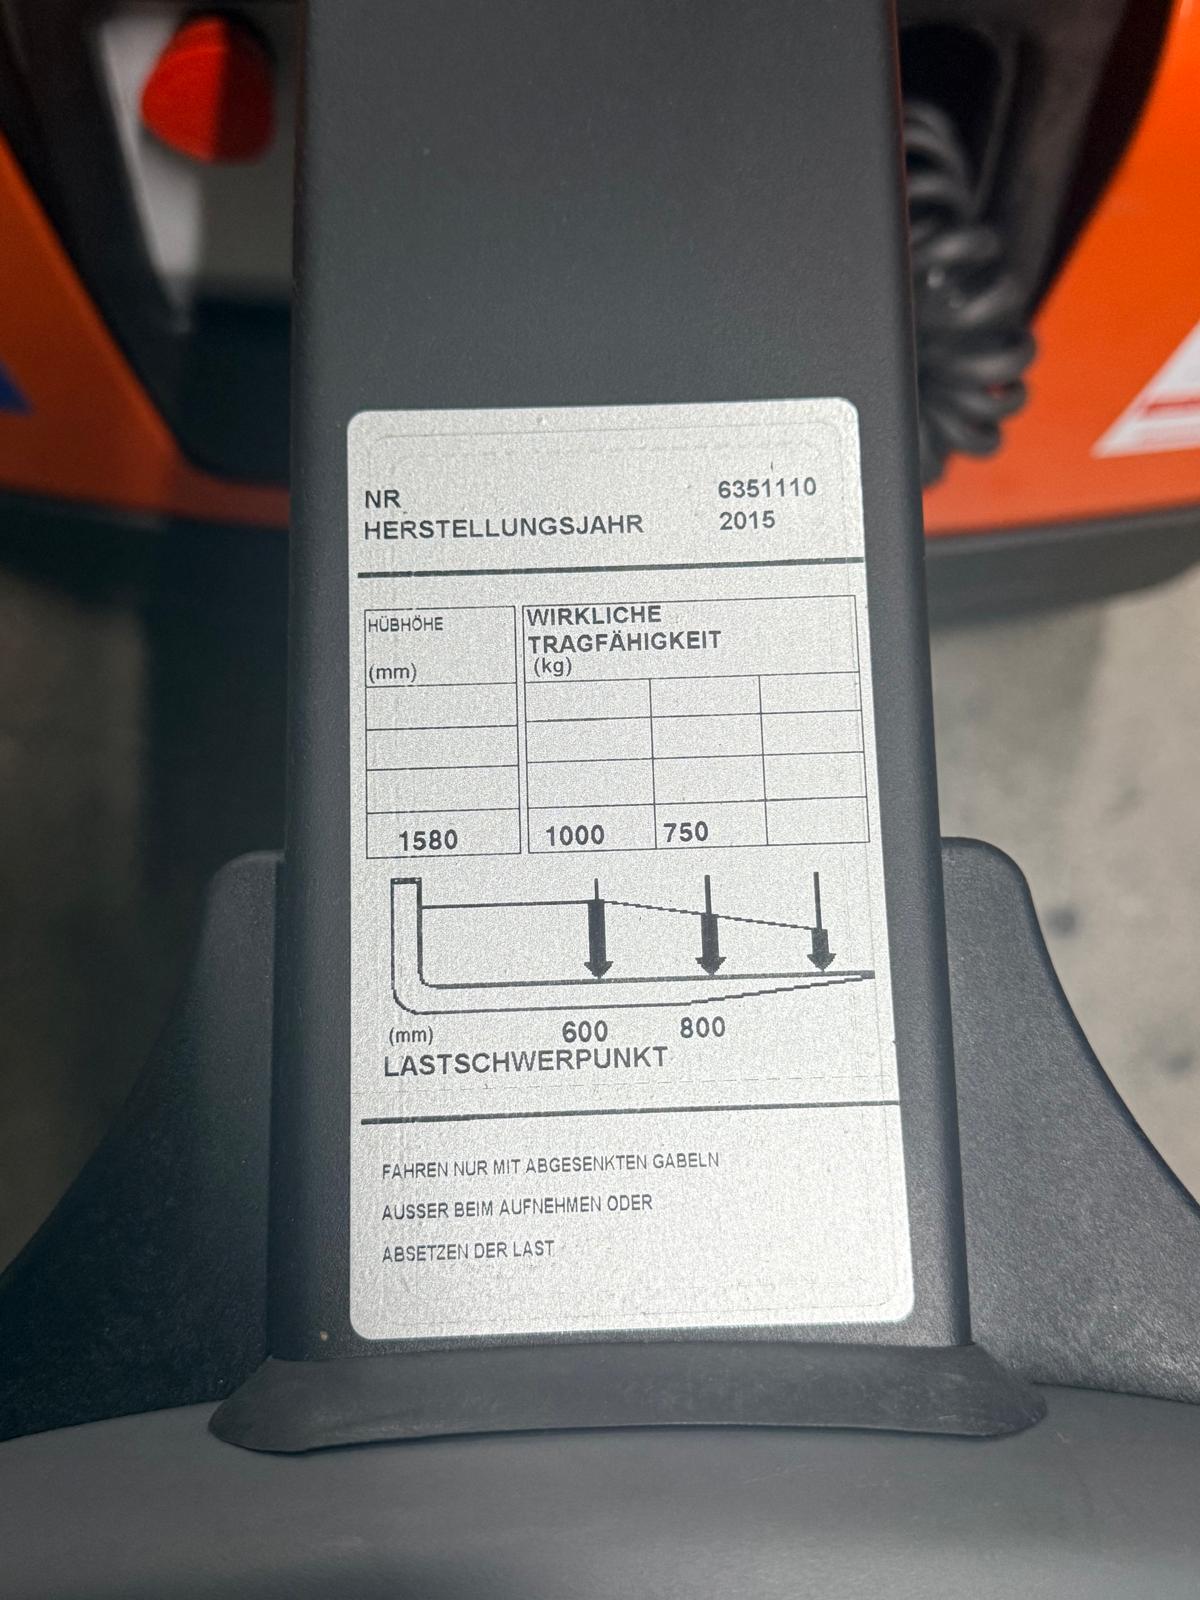 NR 6351110
HERSTELLUNGSJAHR 2015
HÜBHÖHE
(mm)
WIRKLICHE
TRAGFÄHIGKEIT
(kg)
1580 1000 750
(mm) 600 800
LASTSCHWERPUNKT
FAHREN NUR MIT ABGESENKTEN GABELN
AUSSER BEIM AUFNEHMEN ODER
ABSETZEN DER LAST